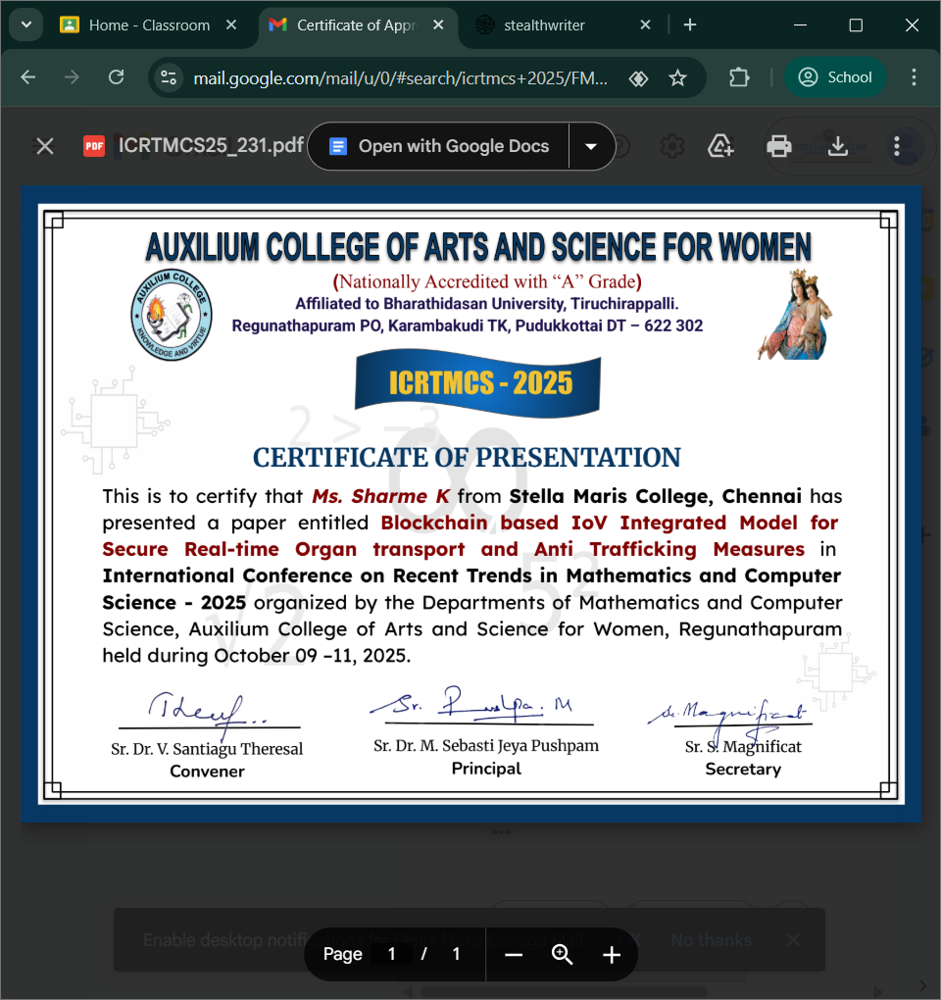 Home - Classroom
Certificate of Appr
stealthwriter
mail.google.com/mail/u/0/#search/icrtmcs+2025/FM...
School
PDF
ICRTMCS25_231.pdf
Open with Google Docs
AUXILIUM COLLEGE OF ARTS AND SCIENCE FOR WOMEN
(Nationally Accredited with “A” Grade)
Affiliated to Bharathidasan University, Tiruchirappalli.
Regunathapuram PO, Karambakudi TK, Pudukkottai DT – 622 302
AUXILIUM COLLEGE
KNOWLEDGE AND VIRTUE
ICRTMCS - 2025
2 > −3
CERTIFICATE OF PRESENTATION
This is to certify that Ms. Sharme K from Stella Maris College, Chennai has
presented a paper entitled Blockchain based IoV Integrated Model for
Secure Real-time Organ transport and Anti Trafficking Measures in
International Conference on Recent Trends in Mathematics and Computer
Science - 2025 organized by the Departments of Mathematics and Computer
Science, Auxilium College of Arts and Science for Women, Regunathapuram
held during October 09 –11, 2025.
∞
5²
√2
Sr. Pushpa. M
Sr. Magnificat
Sr. Dr. V. Santiagu Theresal
Convener
Sr. Dr. M. Sebasti Jeya Pushpam
Principal
Sr. S. Magnificat
Secretary
Enable desktop notif
No thanks
Page 1 / 1